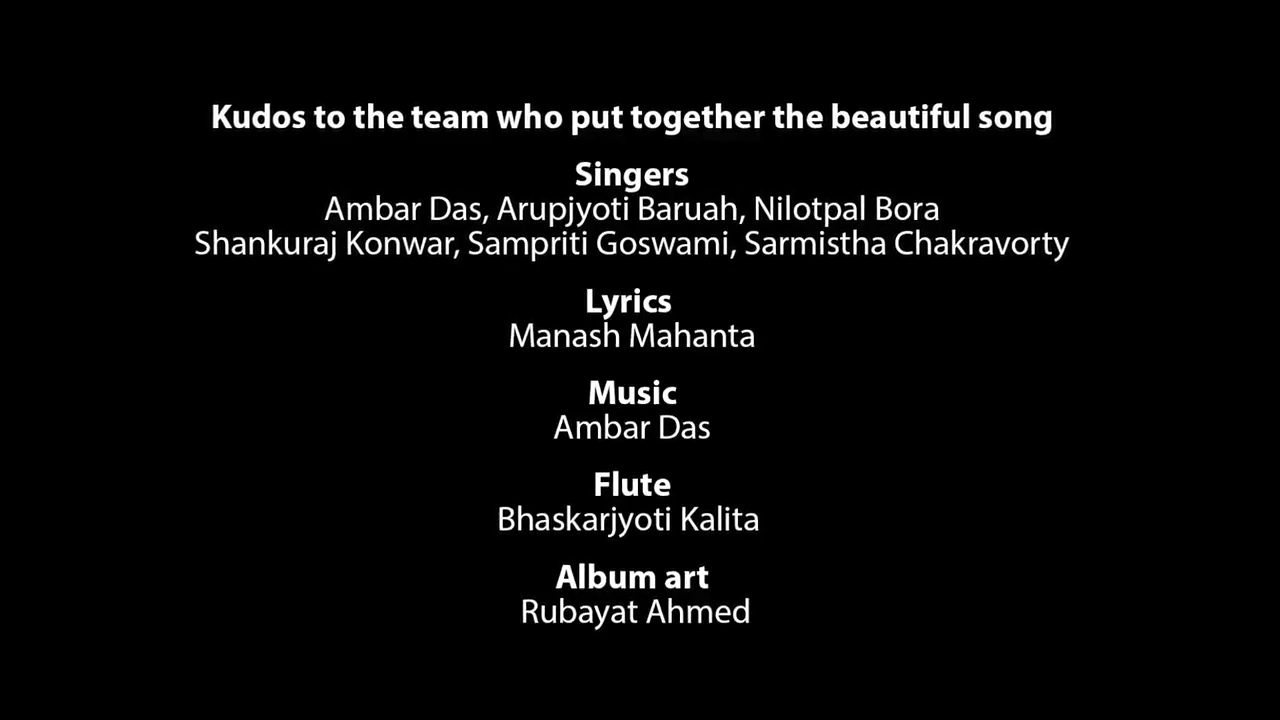 Kudos to the team who put together the beautiful song
Singers
Ambar Das, Arupjyoti Baruah, Nilotpal Bora
Shankuraj Konwar, Sampriti Goswami, Sarmistha Chakravorty
Lyrics
Manash Mahanta
Music
Ambar Das
Flute
Bhaskarjyoti Kalita
Album art
Rubayat Ahmed